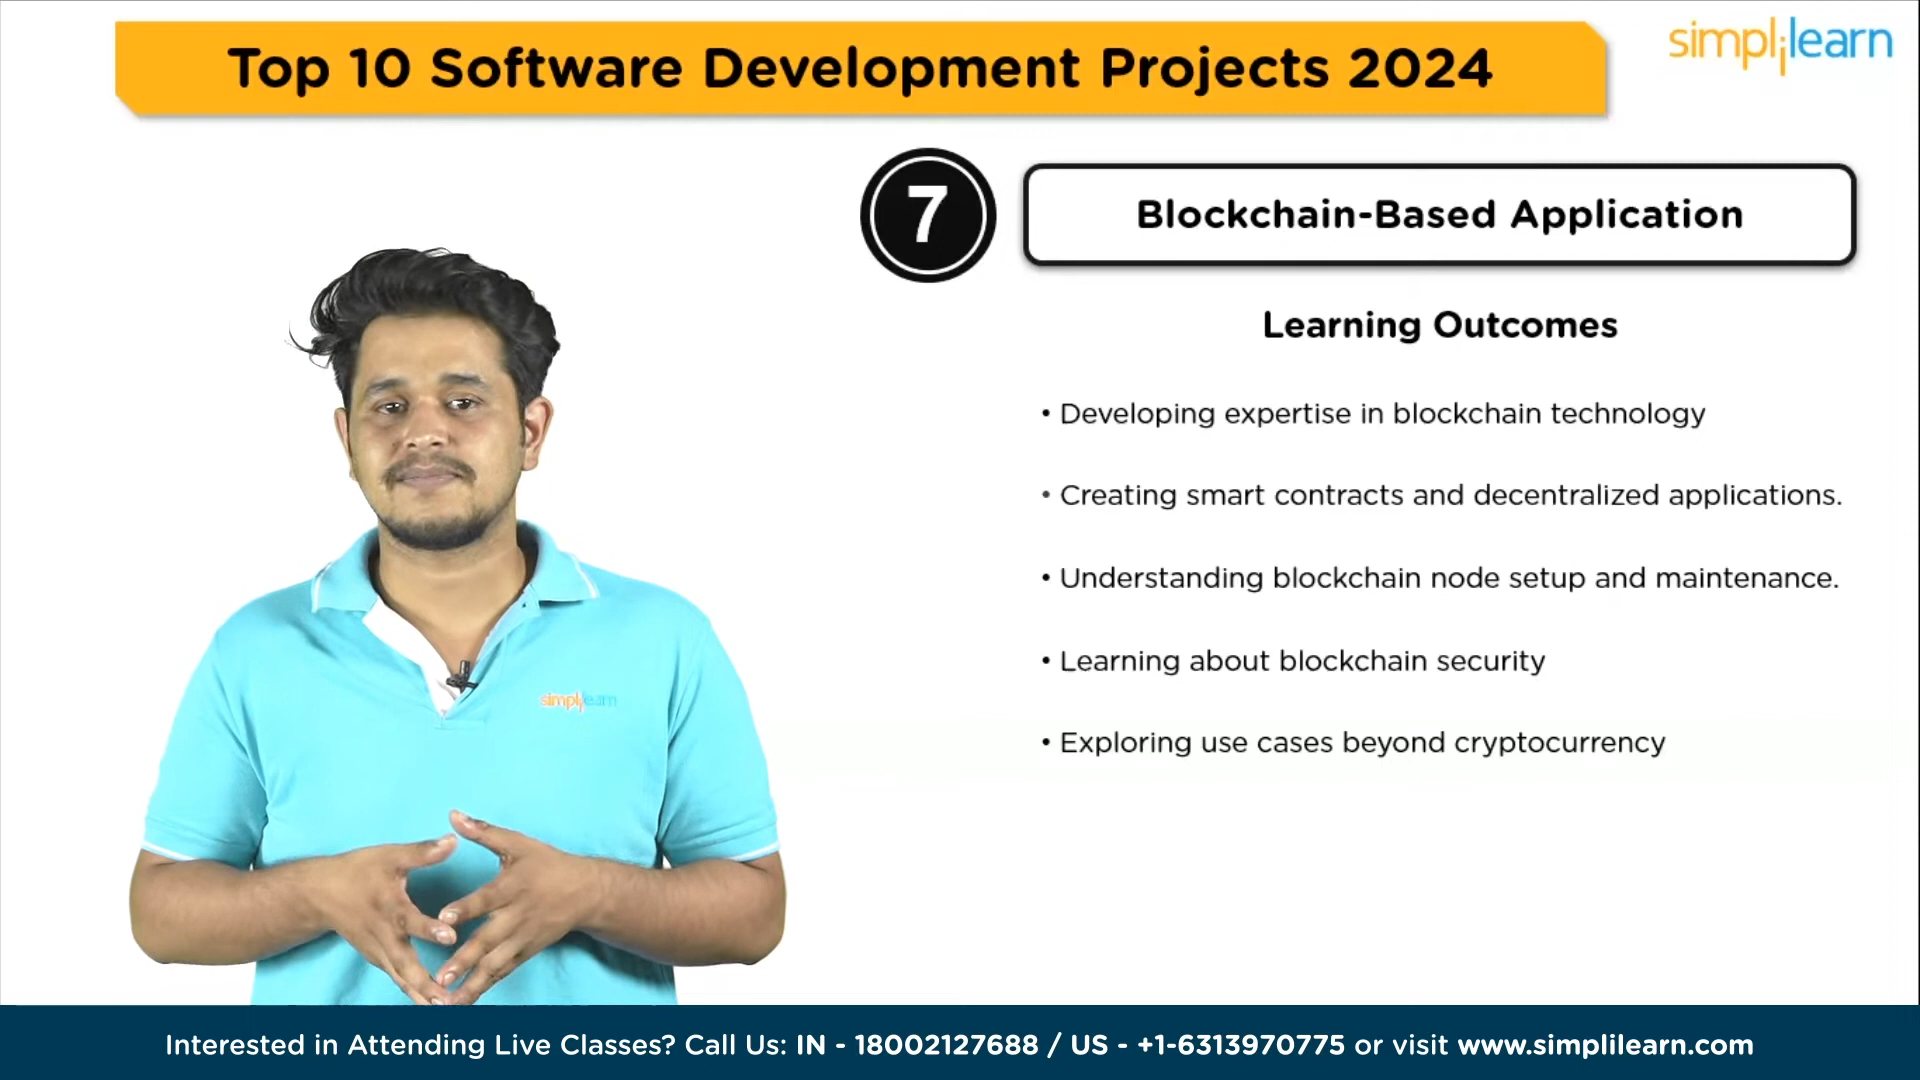 Top 10 Software Development Projects 2024
simplilearn
7
Blockchain-Based Application
Learning Outcomes
• Developing expertise in blockchain technology
• Creating smart contracts and decentralized applications.
• Understanding blockchain node setup and maintenance.
• Learning about blockchain security
• Exploring use cases beyond cryptocurrency
simplilearn
Interested in Attending Live Classes? Call Us: IN - 18002127688 / US - +1-6313970775 or visit www.simplilearn.com